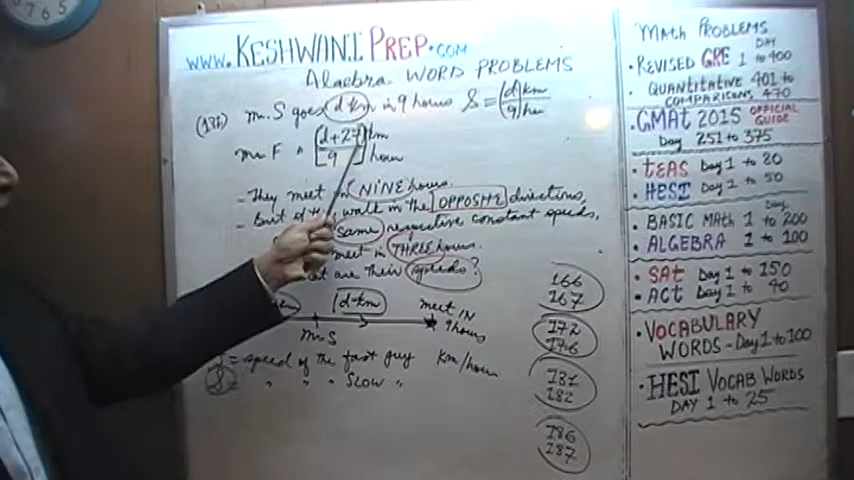 www.KESHWANIPREP.com
Algebra WORD PROBLEMS
mr. S goes d km in 9 hours S = (d/9) km/hr
mr. F [(d+27)/9] km/hour
- They meet in NINE hours.
- But if walk in the OPPOSITE directions,
same respective constant speeds,
meet in THREE hours.
are their speeds?
d km
meet IN
9 hours
mr. S
= speed of the fast guy km/hour
S = " " " SLOW "
166
167
172
176
181
182
186
187
MATH PROBLEMS
DAY
• REVISED GRE 1 to 400
• QUANTITATIVE 401 to
COMPARISONS 470
• GMAT 2015 OFFICIAL GUIDE
DAY 251 to 375
• TEAS Day 1 to 80
• HESI Day 1 to 50
Day
• BASIC MATH 1 to 200
• ALGEBRA 1 to 100
• SAT Day 1 to 150
• ACT Day 1 to 90
• VOCABULARY
WORDS - Day 1 to 100
• HESI VOCAB WORDS
DAY 1 to 25